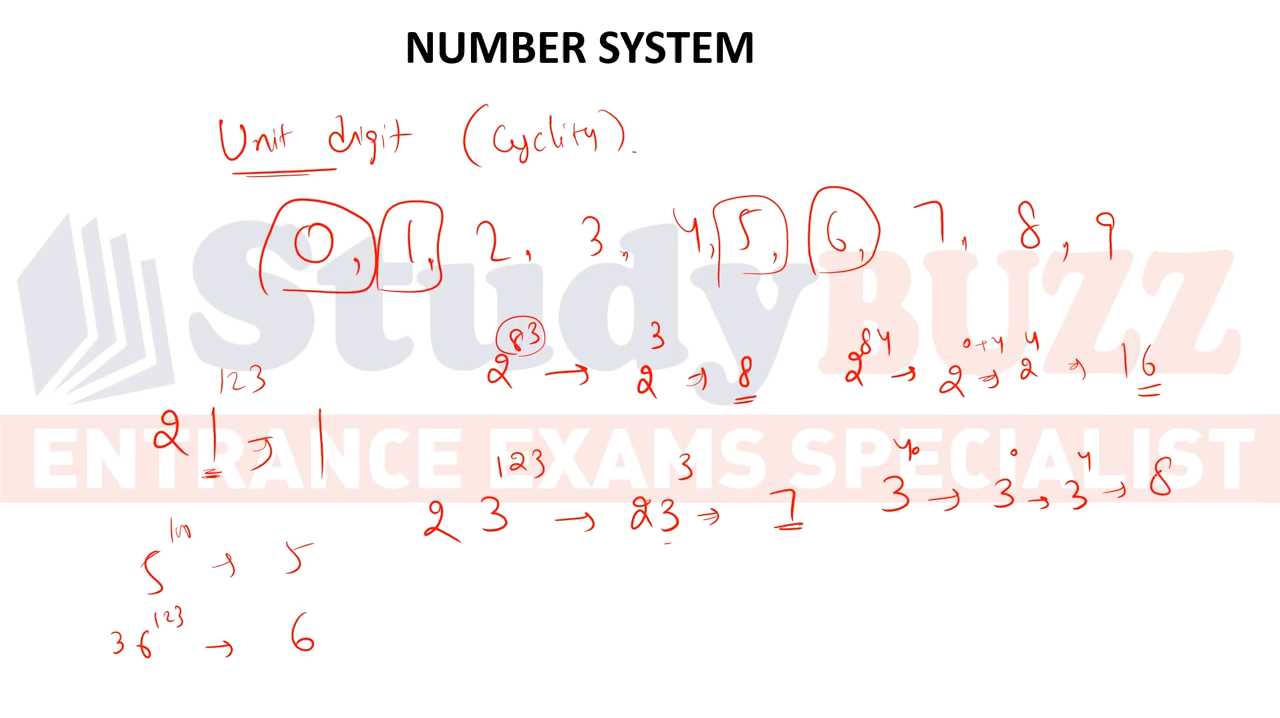 NUMBER SYSTEM
Unit digit (Cyclity).
0, 1, 2, 3, 4, 5, 6, 7, 8, 9
2^83 → 2^3 → 8
2^84 → 2^0+4 → 2^4 → 16
21^123 → 1
23^123 → 23^3 → 7
3^40 → 3^0 → 3^4 → 8
5^100 → 5
36^123 → 6
StudyBUZZ
ENTRANCE EXAMS SPECIALIST